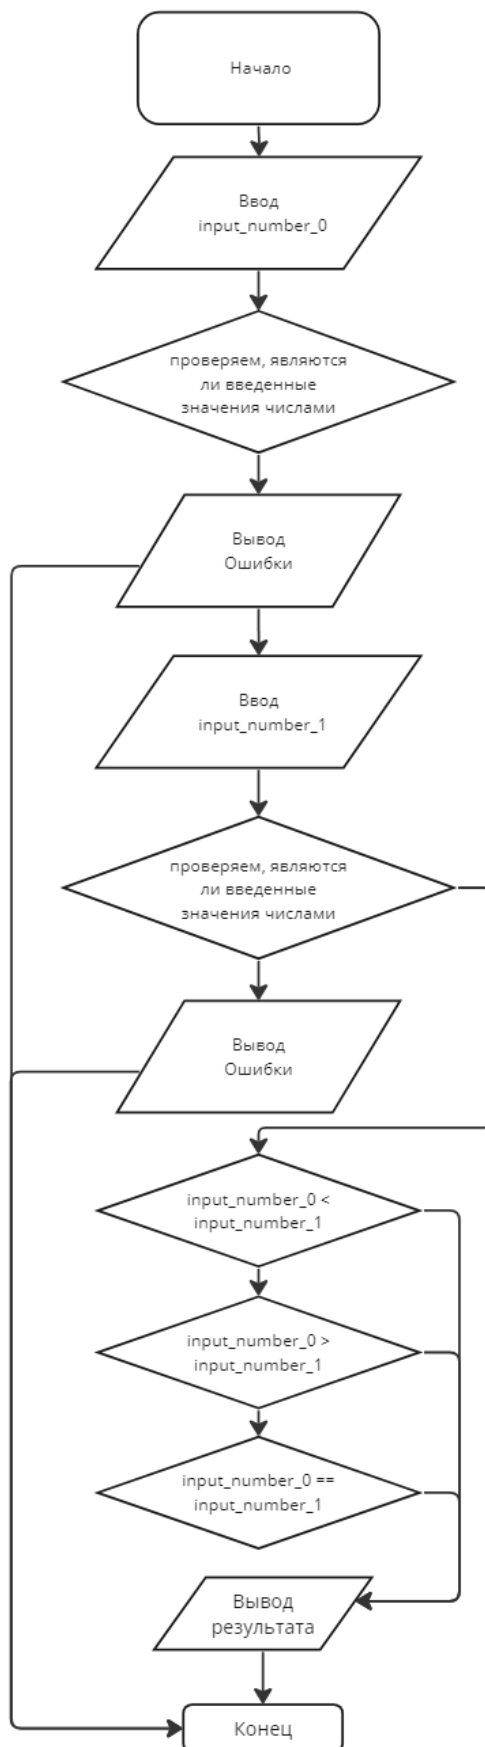 Начало
Ввод
input_number_0
проверяем, являются
ли введенные
значения числами
Вывод
Ошибки
Ввод
input_number_1
проверяем, являются
ли введенные
значения числами
Вывод
Ошибки
input_number_0 <
input_number_1
input_number_0 >
input_number_1
input_number_0 ==
input_number_1
Вывод
результата
Конец